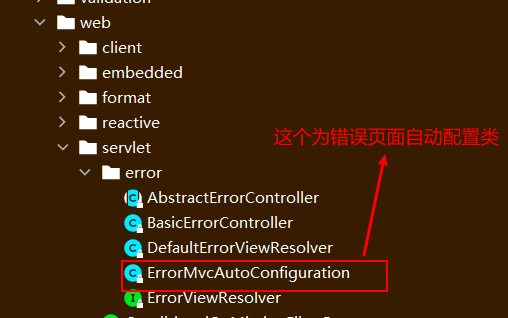 validation
web
client
embedded
format
reactive
这个为错误页面自动配置类
servlet
error
AbstractErrorController
BasicErrorController
DefaultErrorViewResolver
ErrorMvcAutoConfiguration
ErrorViewResolver